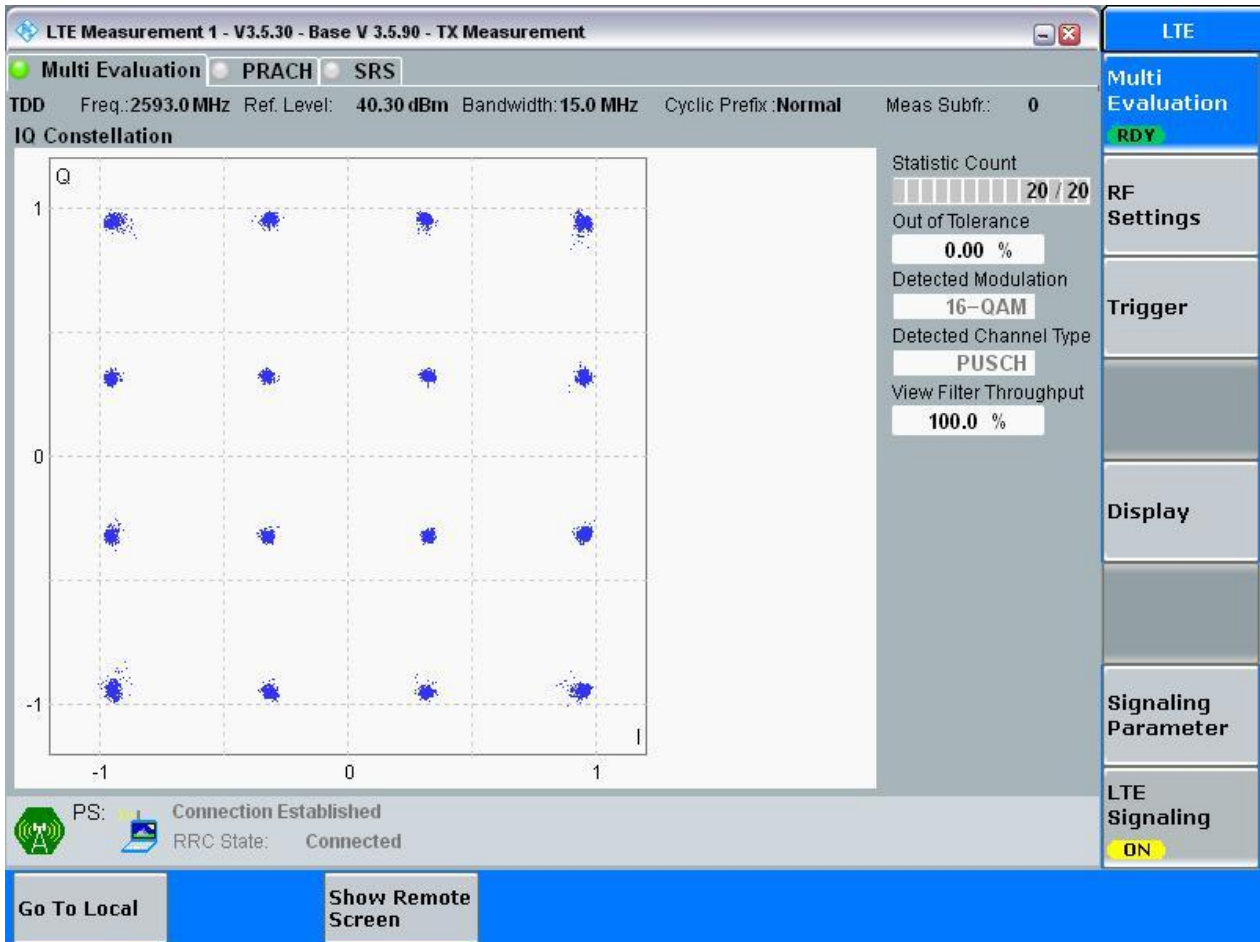 LTE Measurement 1 - V3.5.30 - Base V 3.5.90 - TX Measurement
LTE
Multi Evaluation PRACH SRS
TDD Freq.:2593.0 MHz Ref. Level: 40.30 dBm Bandwidth:15.0 MHz Cyclic Prefix :Normal Meas Subfr.: 0
IQ Constellation
Q
1
0
-1
I
-1 0 1
Statistic Count
20 / 20
Out of Tolerance
0.00 %
Detected Modulation
16-QAM
Detected Channel Type
PUSCH
View Filter Throughput
100.0 %
Multi
Evaluation
RDY
RF
Settings
Trigger
Display
Signaling
Parameter
LTE
Signaling
ON
PS: Connection Established
RRC State: Connected
Go To Local
Show Remote
Screen